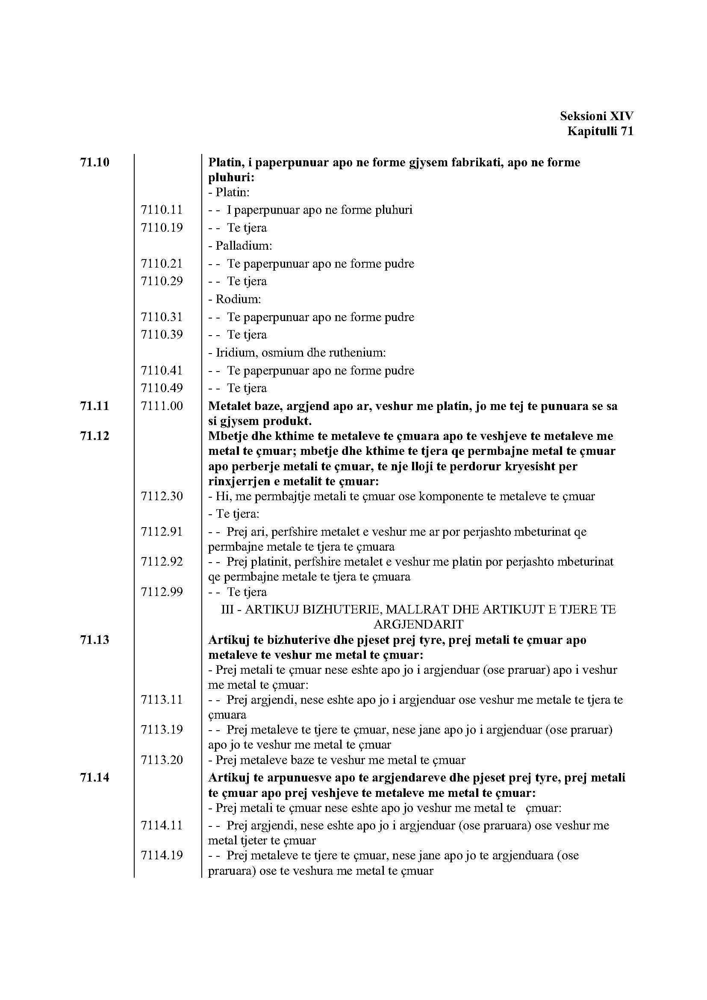 Seksioni XIV
Kapitulli 71
71.10 Platin, i paperpunuar apo ne forme gjysem fabrikati, apo ne forme
pluhuri:
- Platin:
7110.11 - - I paperpunuar apo ne forme pluhuri
7110.19 - - Te tjera
- Palladium:
7110.21 - - Te paperpunuar apo ne forme pudre
7110.29 - - Te tjera
- Rodium:
7110.31 - - Te paperpunuar apo ne forme pudre
7110.39 - - Te tjera
- Iridium, osmium dhe ruthenium:
7110.41 - - Te paperpunuar apo ne forme pudre
7110.49 - - Te tjera
71.11 7111.00 Metalet baze, argjend apo ar, veshur me platin, jo me tej te punuara se sa
si gjysem produkt.
71.12 Mbetje dhe kthime te metaleve te çmuara apo te veshjeve te metaleve me
metal te çmuar; mbetje dhe kthime te tjera qe permbajne metal te çmuar
apo perberje metali te çmuar, te nje lloji te perdorur kryesisht per
rinxjerrjen e metalit te çmuar:
7112.30 - Hi, me permbajtje metali te çmuar ose komponente te metaleve te çmuar
- Te tjera:
7112.91 - - Prej ari, perfshire metalet e veshur me ar por perjashto mbeturinat qe
permbajne metale te tjera te çmuara
7112.92 - - Prej platinit, perfshire metalet e veshur me platin por perjashto mbeturinat
qe permbajne metale te tjera te çmuara
7112.99 - - Te tjera
III - ARTIKUJ BIZHUTERIE, MALLRAT DHE ARTIKUJT E TJERE TE
ARGJENDARIT
71.13 Artikuj te bizhuterive dhe pjeset prej tyre, prej metali te çmuar apo
metaleve te veshur me metal te çmuar:
- Prej metali te çmuar nese eshte apo jo i argjenduar (ose praruar) apo i veshur
me metal te çmuar:
7113.11 - - Prej argjendi, nese eshte apo jo i argjenduar ose veshur me metale te tjera te
çmuara
7113.19 - - Prej metaleve te tjere te çmuar, nese jane apo jo i argjenduar (ose praruar)
apo jo te veshur me metal te çmuar
7113.20 - Prej metaleve baze te veshur me metal te çmuar
71.14 Artikuj te arpunuesve apo te argjendareve dhe pjeset prej tyre, prej metali
te çmuar apo prej veshjeve te metaleve me metal te çmuar:
- Prej metali te çmuar nese eshte apo jo veshur me metal te çmuar:
7114.11 - - Prej argjendi, nese eshte apo jo i argjenduar (ose praruara) ose veshur me
metal tjeter te çmuar
7114.19 - - Prej metaleve te tjere te çmuar, nese jane apo jo te argjenduara (ose
praruara) ose te veshura me metal te çmuar